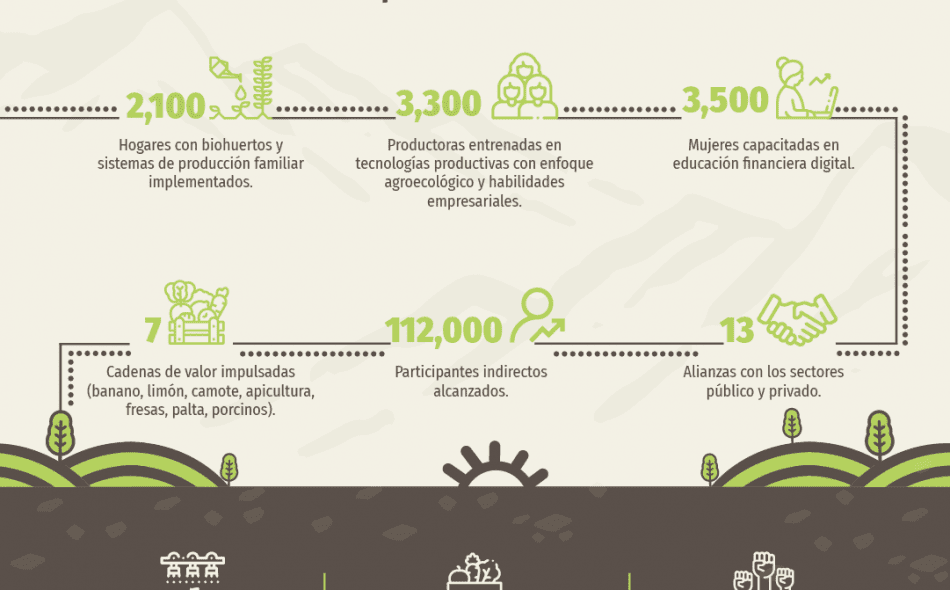 2,100
Hogares con biohuertos y
sistemas de producción familiar
implementados.
3,300
Productoras entrenadas en
tecnologías productivas con enfoque
agroecológico y habilidades
empresariales.
3,500
Mujeres capacitadas en
educación financiera digital.
7
Cadenas de valor impulsadas
(banano, limón, camote, apicultura,
fresas, palta, porcinos).
112,000
Participantes indirectos
alcanzados.
13
Alianzas con los sectores
público y privado.